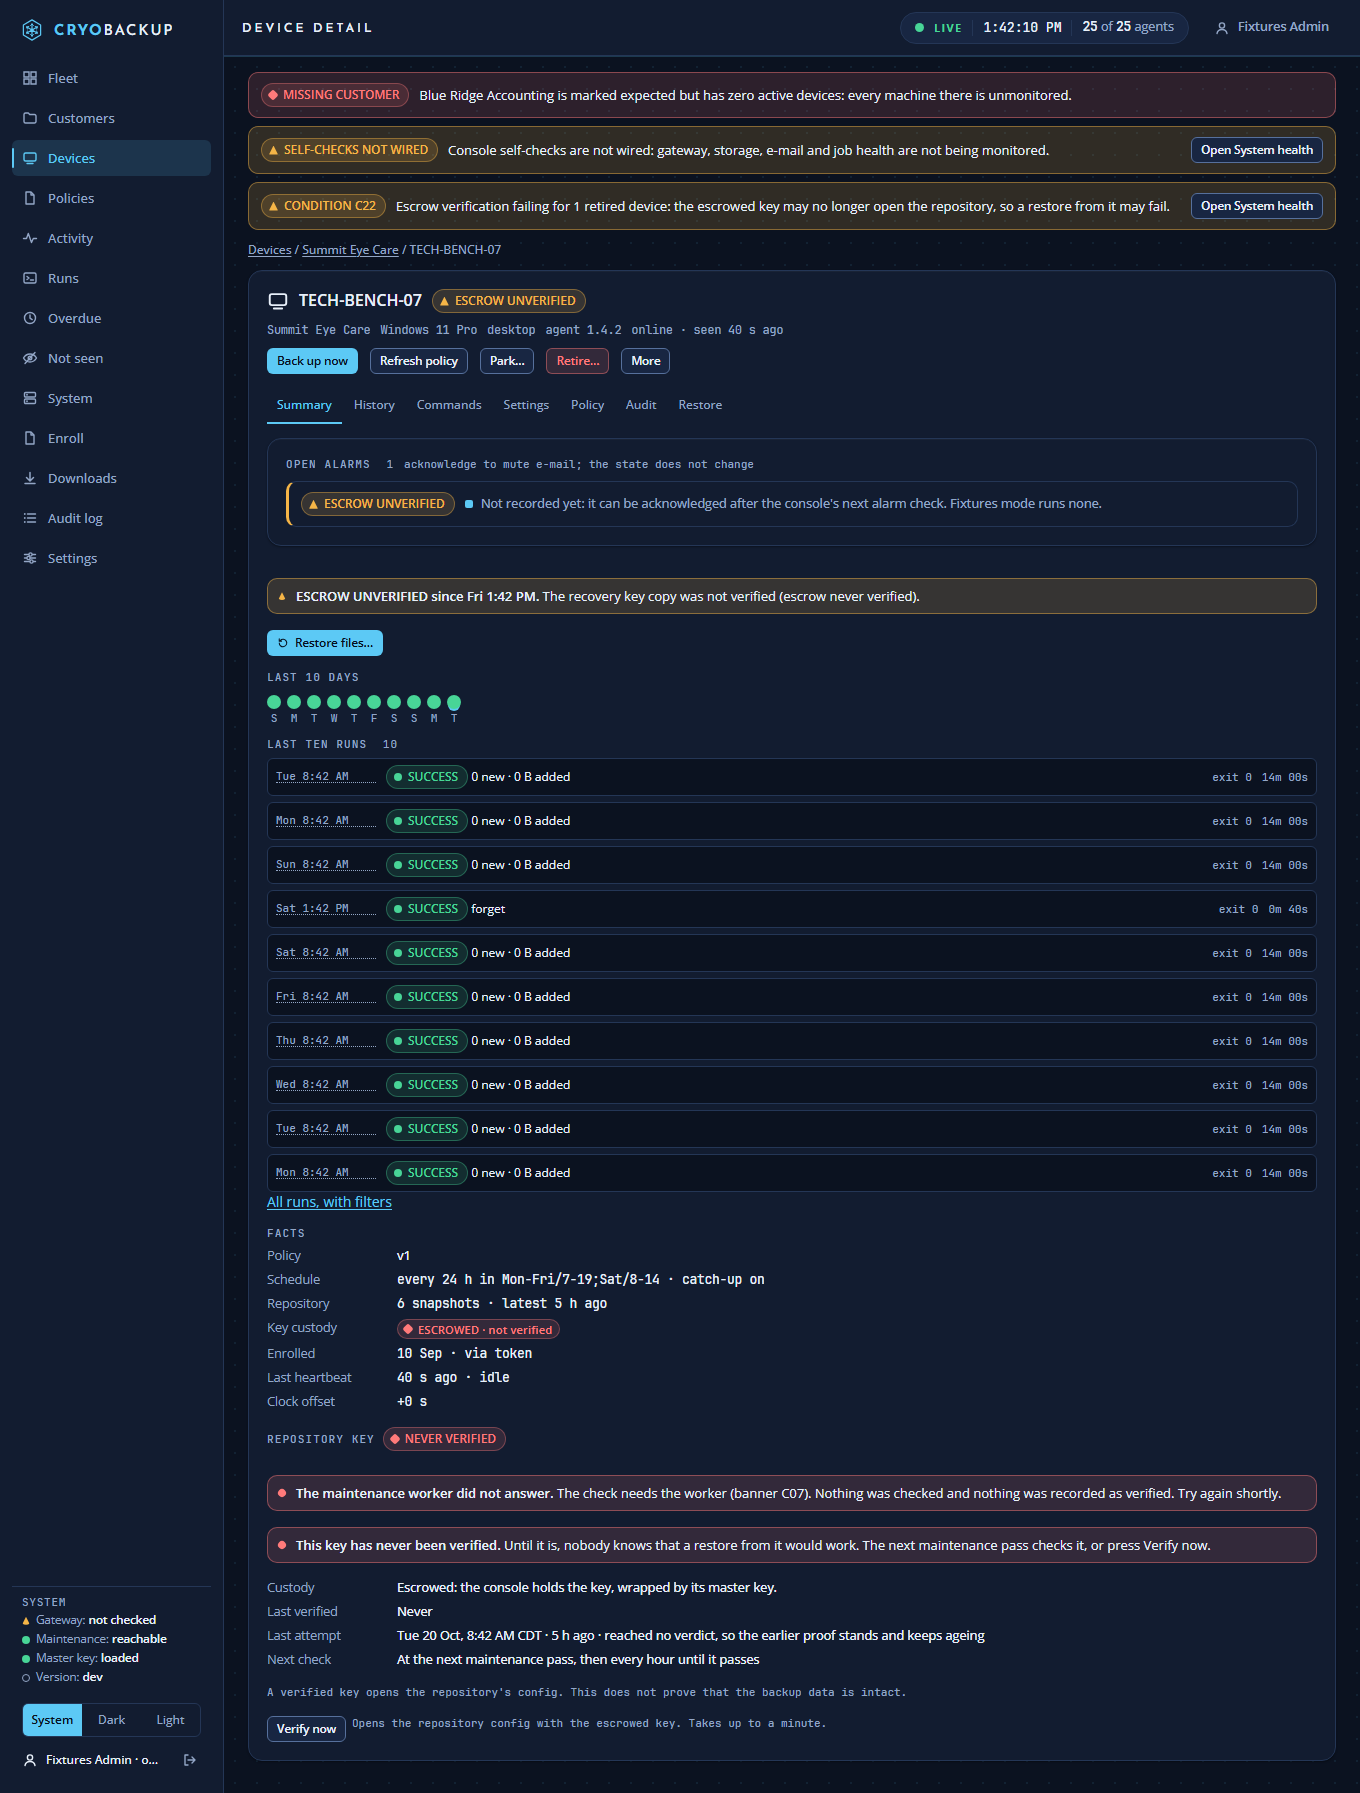 CRYOBACKUP
DEVICE DETAIL
LIVE 1:42:10 PM 25 of 25 agents
Fixtures Admin
Fleet
Customers
Devices
Policies
Activity
Runs
Overdue
Not seen
System
Enroll
Downloads
Audit log
Settings
MISSING CUSTOMER Blue Ridge Accounting is marked expected but has zero active devices: every machine there is unmonitored.
SELF-CHECKS NOT WIRED Console self-checks are not wired: gateway, storage, e-mail and job health are not being monitored. Open System health
CONDITION C22 Escrow verification failing for 1 retired device: the escrowed key may no longer open the repository, so a restore from it may fail. Open System health
Devices / Summit Eye Care / TECH-BENCH-07
TECH-BENCH-07 ESCROW UNVERIFIED
Summit Eye Care Windows 11 Pro desktop agent 1.4.2 online · seen 40 s ago
Back up now Refresh policy Park... Retire... More
Summary History Commands Settings Policy Audit Restore
OPEN ALARMS 1 acknowledge to mute e-mail; the state does not change
ESCROW UNVERIFIED Not recorded yet: it can be acknowledged after the console's next alarm check. Fixtures mode runs none.
ESCROW UNVERIFIED since Fri 1:42 PM. The recovery key copy was not verified (escrow never verified).
Restore files...
LAST 10 DAYS
S M T W T F S S M T
LAST TEN RUNS 10
Tue 8:42 AM SUCCESS 0 new · 0 B added exit 0 14m 00s
Mon 8:42 AM SUCCESS 0 new · 0 B added exit 0 14m 00s
Sun 8:42 AM SUCCESS 0 new · 0 B added exit 0 14m 00s
Sat 1:42 PM SUCCESS forget exit 0 0m 40s
Sat 8:42 AM SUCCESS 0 new · 0 B added exit 0 14m 00s
Fri 8:42 AM SUCCESS 0 new · 0 B added exit 0 14m 00s
Thu 8:42 AM SUCCESS 0 new · 0 B added exit 0 14m 00s
Wed 8:42 AM SUCCESS 0 new · 0 B added exit 0 14m 00s
Tue 8:42 AM SUCCESS 0 new · 0 B added exit 0 14m 00s
Mon 8:42 AM SUCCESS 0 new · 0 B added exit 0 14m 00s
All runs, with filters
FACTS
Policy v1
Schedule every 24 h in Mon-Fri/7-19;Sat/8-14 · catch-up on
Repository 6 snapshots · latest 5 h ago
Key custody ESCROWED · not verified
Enrolled 10 Sep · via token
Last heartbeat 40 s ago · idle
Clock offset +0 s
REPOSITORY KEY NEVER VERIFIED
The maintenance worker did not answer. The check needs the worker (banner C07). Nothing was checked and nothing was recorded as verified. Try again shortly.
This key has never been verified. Until it is, nobody knows that a restore from it would work. The next maintenance pass checks it, or press Verify now.
Custody Escrowed: the console holds the key, wrapped by its master key.
Last verified Never
Last attempt Tue 20 Oct, 8:42 AM CDT · 5 h ago · reached no verdict, so the earlier proof stands and keeps ageing
Next check At the next maintenance pass, then every hour until it passes
A verified key opens the repository's config. This does not prove that the backup data is intact.
Verify now Opens the repository config with the escrowed key. Takes up to a minute.
SYSTEM
Gateway: not checked
Maintenance: reachable
Master key: loaded
Version: dev
System Dark Light
Fixtures Admin · o...